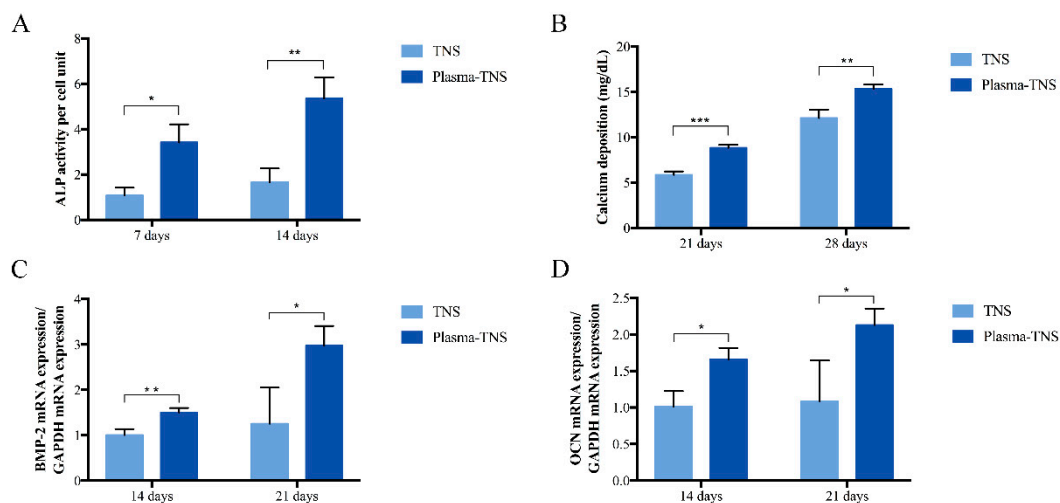 A
ALP activity per cell unit
8
6
4
2
0
*
**
7 days
14 days
TNS
Plasma-TNS
B
Calcium deposition (mg/dL)
20
15
10
5
0
***
**
21 days
28 days
TNS
Plasma-TNS
C
BMP-2 mRNA expression/
GAPDH mRNA expression
4
3
2
1
0
**
*
14 days
21 days
TNS
Plasma-TNS
D
OCN mRNA expression/
GAPDH mRNA expression
2.5
2.0
1.5
1.0
0.5
0.0
*
*
14 days
21 days
TNS
Plasma-TNS